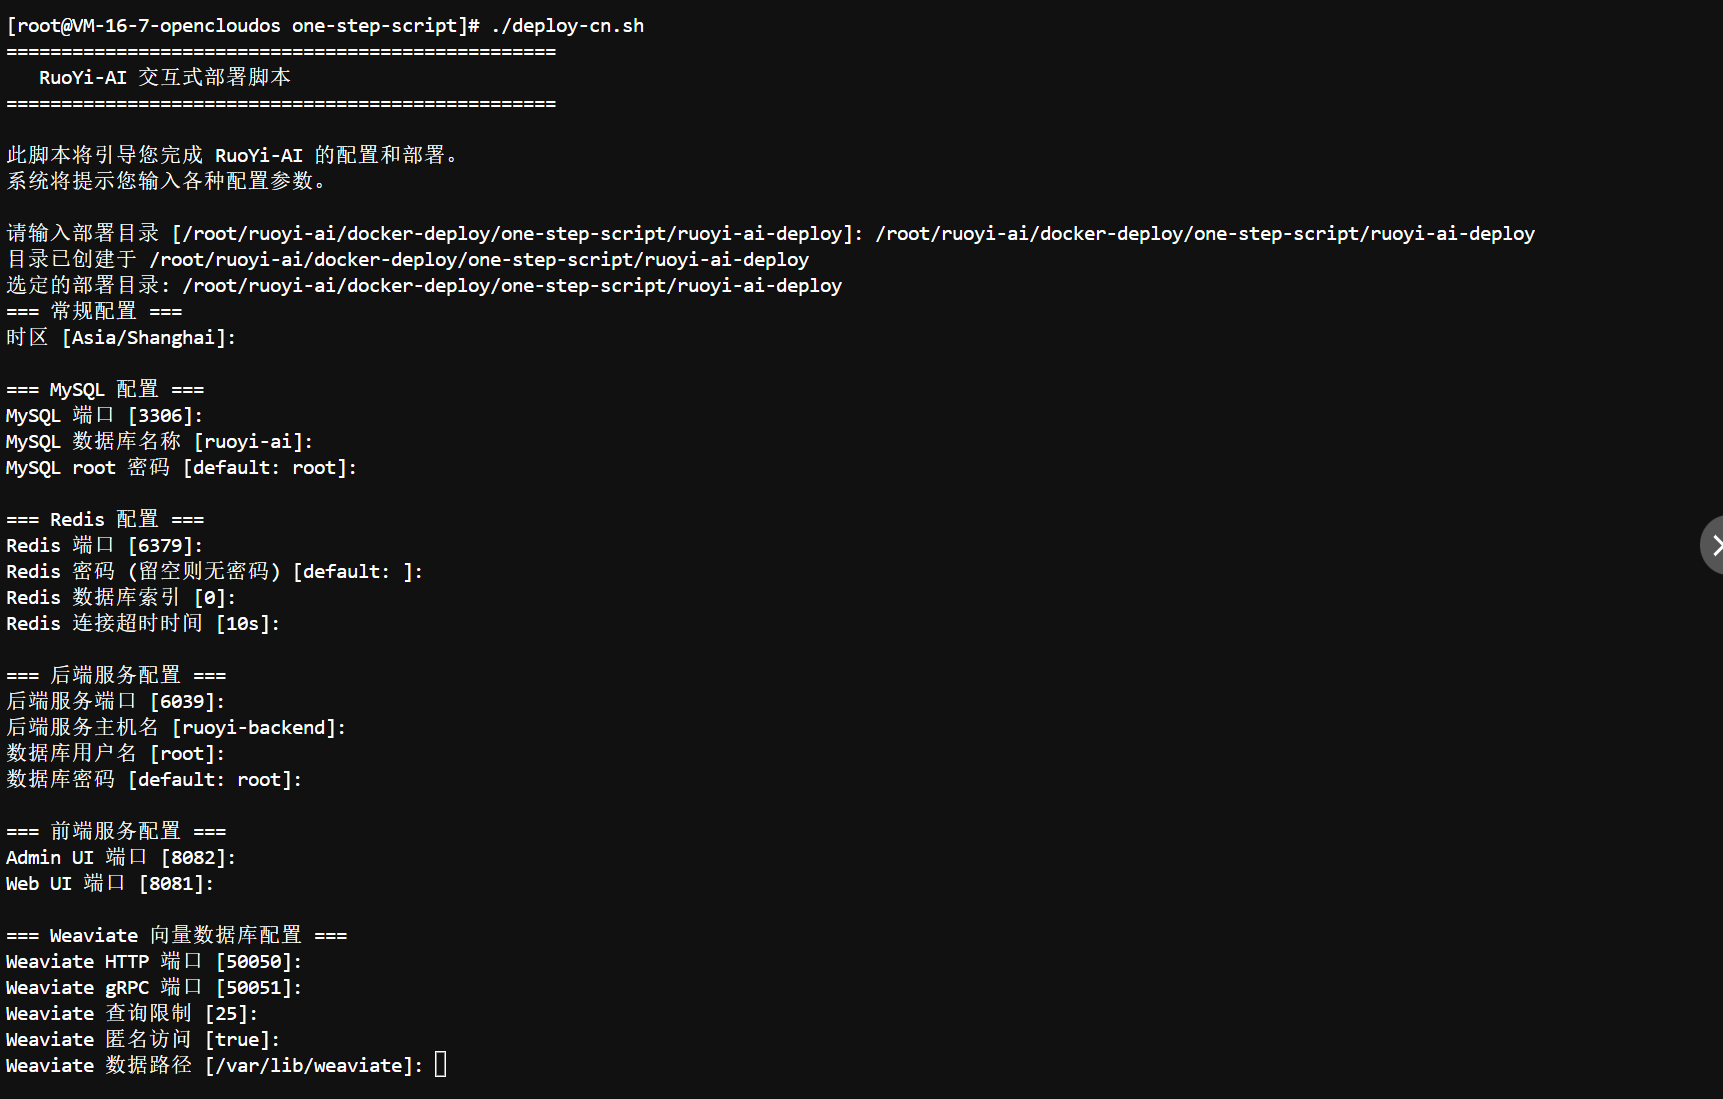 [root@VM-16-7-opencloudos one-step-script]# ./deploy-cn.sh
==================================================
   RuoYi-AI 交互式部署脚本
==================================================

此脚本将引导您完成 RuoYi-AI 的配置和部署。
系统将提示您输入各种配置参数。

请输入部署目录 [/root/ruoyi-ai/docker-deploy/one-step-script/ruoyi-ai-deploy]: /root/ruoyi-ai/docker-deploy/one-step-script/ruoyi-ai-deploy
目录已创建于 /root/ruoyi-ai/docker-deploy/one-step-script/ruoyi-ai-deploy
选定的部署目录: /root/ruoyi-ai/docker-deploy/one-step-script/ruoyi-ai-deploy
=== 常规配置 ===
时区 [Asia/Shanghai]:

=== MySQL 配置 ===
MySQL 端口 [3306]:
MySQL 数据库名称 [ruoyi-ai]:
MySQL root 密码 [default: root]:

=== Redis 配置 ===
Redis 端口 [6379]:
Redis 密码 (留空则无密码) [default: ]:
Redis 数据库索引 [0]:
Redis 连接超时时间 [10s]:

=== 后端服务配置 ===
后端服务端口 [6039]:
后端服务主机名 [ruoyi-backend]:
数据库用户名 [root]:
数据库密码 [default: root]:

=== 前端服务配置 ===
Admin UI 端口 [8082]:
Web UI 端口 [8081]:

=== Weaviate 向量数据库配置 ===
Weaviate HTTP 端口 [50050]:
Weaviate gRPC 端口 [50051]:
Weaviate 查询限制 [25]:
Weaviate 匿名访问 [true]:
Weaviate 数据路径 [/var/lib/weaviate]: